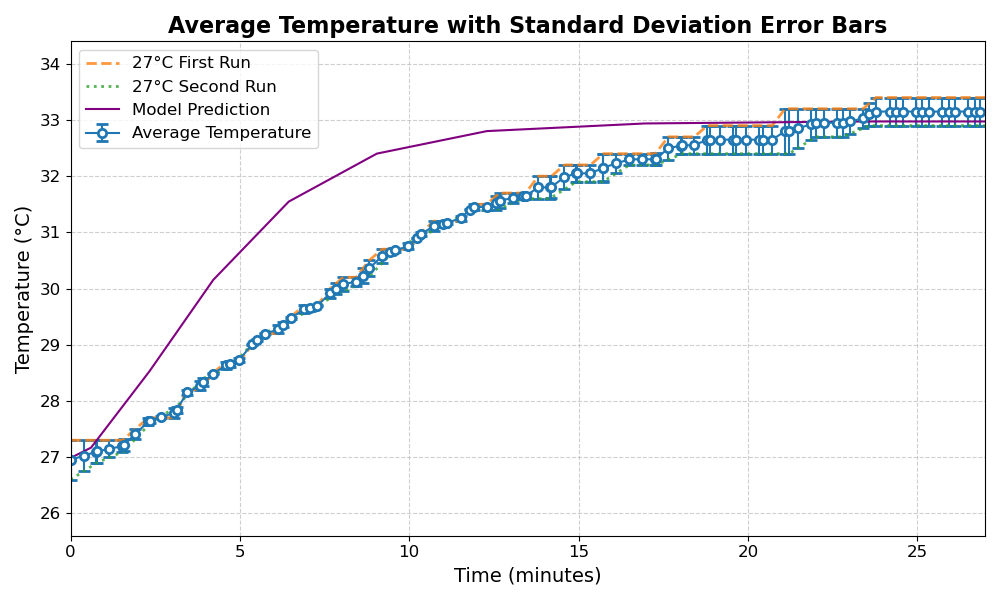 Average Temperature with Standard Deviation Error Bars
27°C First Run
27°C Second Run
Model Prediction
Average Temperature
Temperature (°C)
34
33
32
31
30
29
28
27
26
0 5 10 15 20 25
Time (minutes)